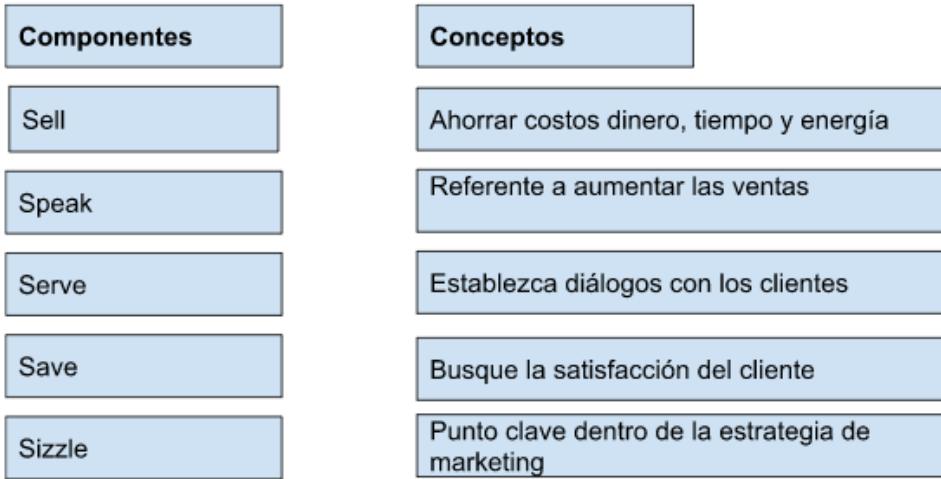 Componentes
Conceptos
Sell
Ahorrar costos dinero, tiempo y energía
Speak
Referente a aumentar las ventas
Serve
Establezca diálogos con los clientes
Save
Busque la satisfacción del cliente
Sizzle
Punto clave dentro de la estrategia de
marketing